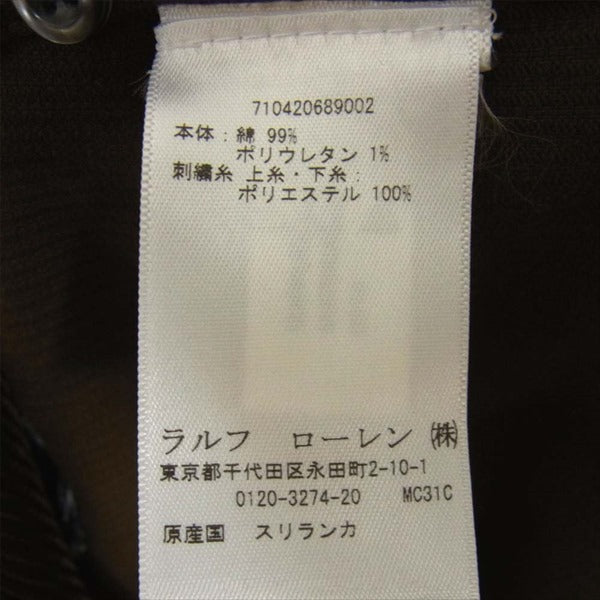 710420689002
本体：綿 99%
ポリウレタン 1%
刺繍糸 上糸・下糸：
ポリエステル 100%
ラルフ ローレン ㈱
東京都千代田区永田町2-10-1
0120-3274-20 MC31C
原産国 スリランカ